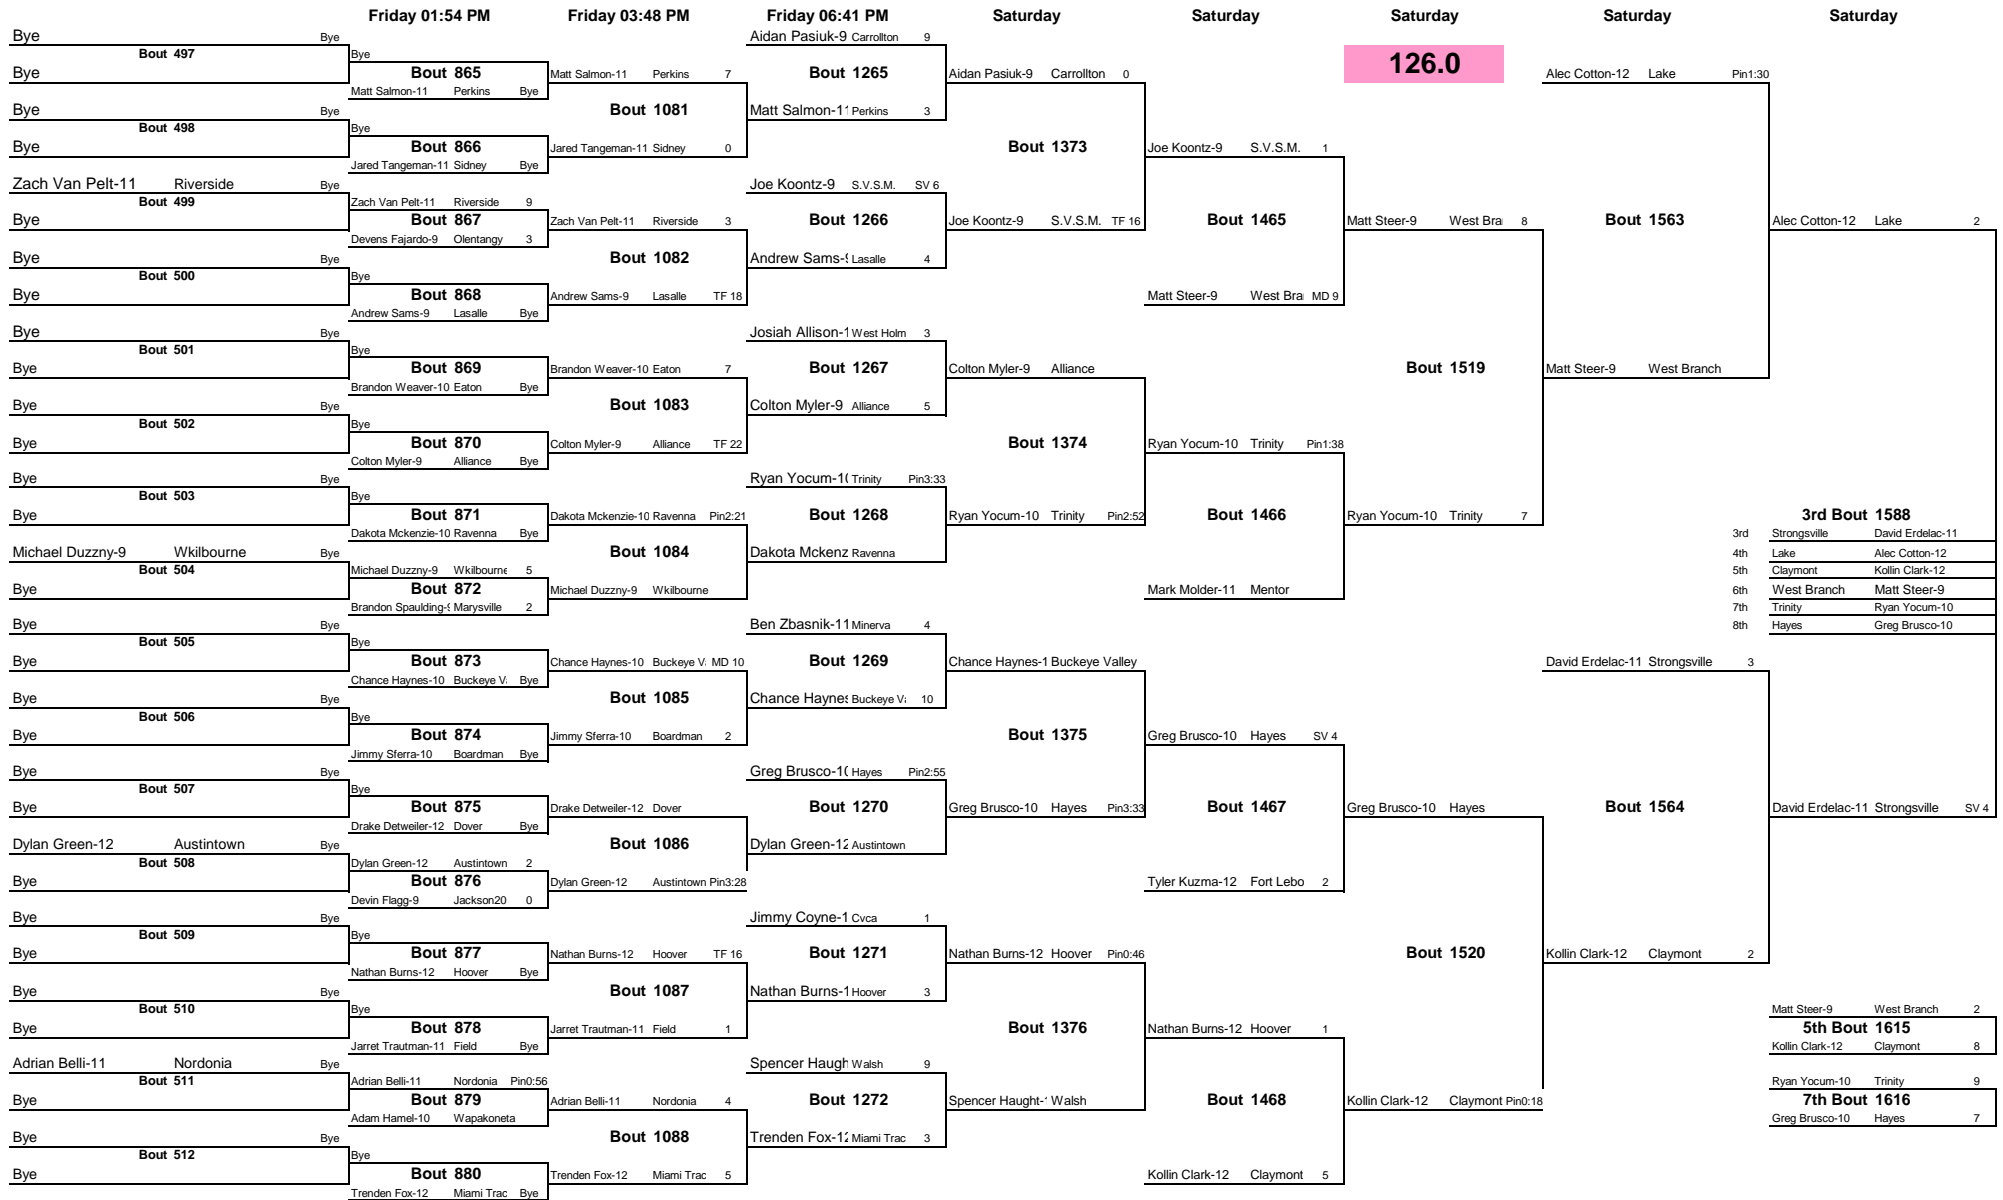 Friday 01:54 PM Friday 03:48 PM Friday 06:41 PM Saturday Saturday Saturday Saturday Saturday
126.0
Bye Bye
Bout 497
Bye
Bye Bye
Bout 498
Bye
Zach Van Pelt-11 Riverside Bye
Bout 499
Bye
Bye Bye
Bout 500
Bye
Bye Bye
Bout 501
Bye
Bye Bye
Bout 502
Bye
Bye Bye
Bout 503
Bye
Michael Duzzny-9 Wkilbourne Bye
Bout 504
Bye
Bye Bye
Bout 505
Bye
Bye Bye
Bout 506
Bye
Bye Bye
Bout 507
Bye
Dylan Green-12 Austintown Bye
Bout 508
Bye
Bye Bye
Bout 509
Bye
Bye Bye
Bout 510
Bye
Adrian Belli-11 Nordonia Bye
Bout 511
Bye
Bye Bye
Bout 512
Bye
Bye
Bout 865
Matt Salmon-11 Perkins Bye
Bye
Bout 866
Jared Tangeman-11 Sidney Bye
Zach Van Pelt-11 Riverside 9
Bout 867
Devens Fajardo-9 Olentangy 3
Bye
Bout 868
Andrew Sams-9 Lasalle Bye
Bye
Bout 869
Brandon Weaver-10 Eaton Bye
Bye
Bout 870
Colton Myler-9 Alliance Bye
Bye
Bout 871
Dakota Mckenzie-10 Ravenna Bye
Michael Duzzny-9 Wkilbourne 5
Bout 872
Brandon Spaulding-9 Marysville 2
Bye
Bout 873
Chance Haynes-10 Buckeye V Bye
Bye
Bout 874
Jimmy Sferra-10 Boardman Bye
Bye
Bout 875
Drake Detweiler-12 Dover Bye
Dylan Green-12 Austintown 2
Bout 876
Devin Flagg-9 Jackson20 0
Bye
Bout 877
Nathan Burns-12 Hoover Bye
Bye
Bout 878
Jarret Trautman-11 Field Bye
Adrian Belli-11 Nordonia Pin0:56
Bout 879
Adam Hamel-10 Wapakoneta
Bye
Bout 880
Trenden Fox-12 Miami Trac Bye
Matt Salmon-11 Perkins 7
Bout 1081
Jared Tangeman-11 Sidney 0
Zach Van Pelt-11 Riverside 3
Bout 1082
Andrew Sams-9 Lasalle TF 18
Brandon Weaver-10 Eaton 7
Bout 1083
Colton Myler-9 Alliance TF 22
Dakota Mckenzie-10 Ravenna Pin2:21
Bout 1084
Michael Duzzny-9 Wkilbourne
Chance Haynes-10 Buckeye V MD 10
Bout 1085
Jimmy Sferra-10 Boardman 2
Drake Detweiler-12 Dover
Bout 1086
Dylan Green-12 Austintown Pin3:28
Nathan Burns-12 Hoover TF 16
Bout 1087
Jarret Trautman-11 Field 1
Adrian Belli-11 Nordonia 4
Bout 1088
Trenden Fox-12 Miami Trac 5
Aidan Pasiuk-9 Carrollton 9
Bout 1265
Matt Salmon-11 Perkins 3
Joe Koontz-9 S.V.S.M. SV 6
Bout 1266
Andrew Sams-9 Lasalle 4
Josiah Allison-1 West Holm 3
Bout 1267
Colton Myler-9 Alliance 5
Ryan Yocum-10 Trinity Pin3:33
Bout 1268
Dakota Mckenz Ravenna
Ben Zbasnik-11 Minerva 4
Bout 1269
Chance Haynes Buckeye Va 10
Greg Brusco-10 Hayes Pin2:55
Bout 1270
Dylan Green-12 Austintown
Jimmy Coyne-1 Cvca 1
Bout 1271
Nathan Burns-1 Hoover 3
Spencer Haugh Walsh 9
Bout 1272
Trenden Fox-12 Miami Trac 3
Aidan Pasiuk-9 Carrollton 0
Bout 1373
Joe Koontz-9 S.V.S.M. TF 16
Colton Myler-9 Alliance
Bout 1374
Ryan Yocum-10 Trinity Pin2:52
Chance Haynes-1 Buckeye Valley
Bout 1375
Greg Brusco-10 Hayes Pin3:33
Nathan Burns-12 Hoover Pin0:46
Bout 1376
Spencer Haught-1 Walsh
Joe Koontz-9 S.V.S.M. 1
Bout 1465
Matt Steer-9 West Bra MD 9
Ryan Yocum-10 Trinity Pin1:38
Bout 1466
Mark Molder-11 Mentor
Greg Brusco-10 Hayes SV 4
Bout 1467
Tyler Kuzma-12 Fort Lebo 2
Nathan Burns-12 Hoover 1
Bout 1468
Kollin Clark-12 Claymont 5
Matt Steer-9 West Bra 8
Bout 1519
Ryan Yocum-10 Trinity 7
Greg Brusco-10 Hayes
Bout 1520
Kollin Clark-12 Claymont Pin0:18
Alec Cotton-12 Lake Pin1:30
Bout 1563
Matt Steer-9 West Branch
David Erdelac-11 Strongsville 3
Bout 1564
Kollin Clark-12 Claymont 2
Alec Cotton-12 Lake 2
3rd Bout 1588
3rd Strongsville David Erdelac-11
4th Lake Alec Cotton-12
5th Claymont Kollin Clark-12
6th West Branch Matt Steer-9
7th Trinity Ryan Yocum-10
8th Hayes Greg Brusco-10
David Erdelac-11 Strongsville SV 4
Matt Steer-9 West Branch 2
5th Bout 1615
Kollin Clark-12 Claymont 8
Ryan Yocum-10 Trinity 9
7th Bout 1616
Greg Brusco-10 Hayes 7